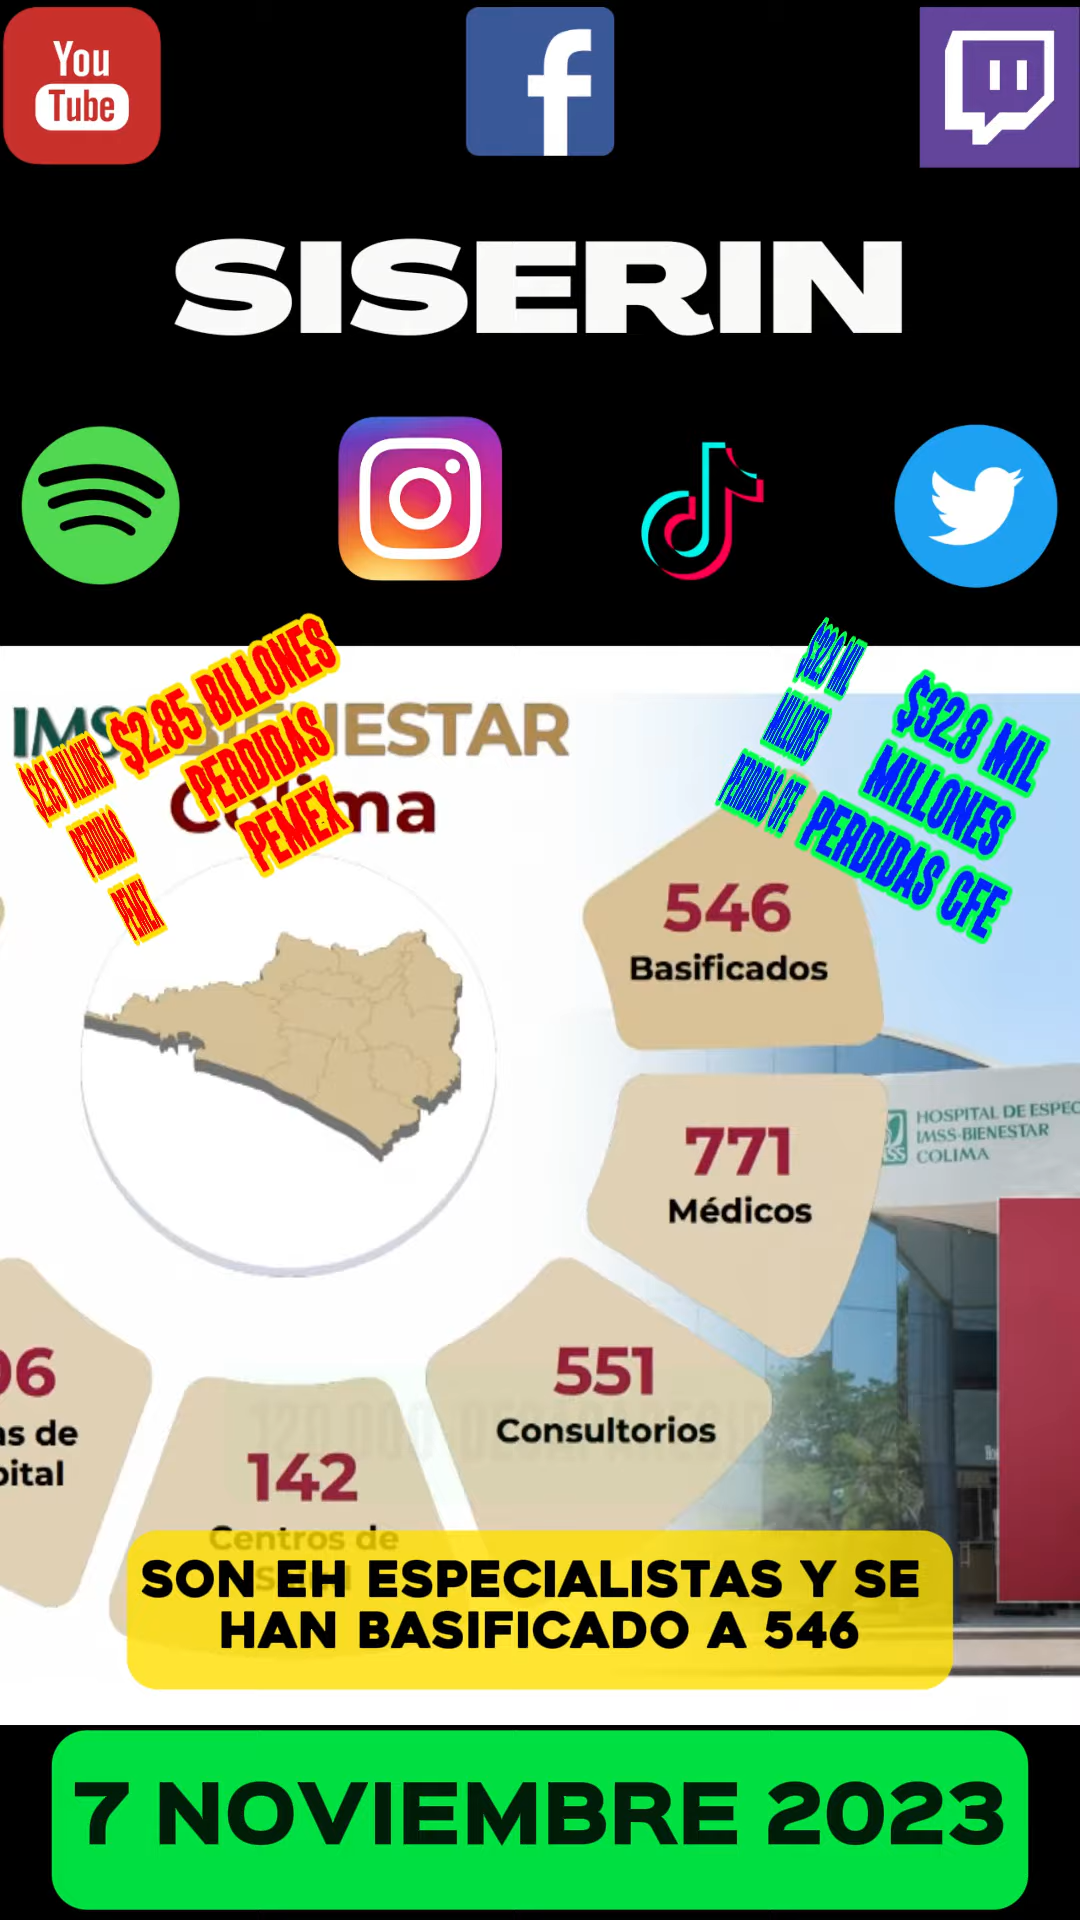 You
Tube
SISERIN
IMSS-BIENESTAR
Colima
$2.85 BILLONES
PERDIDAS
PEMEX
$2.85 BILLONES
PERDIDAS
PEMEX
$32.8 MIL
MILLONES
PERDIDAS CFE
$32.8 MIL
MILLONES
PERDIDAS CFE
546
Basificados
HOSPITAL DE ESPEC
IMSS-BIENESTAR
COLIMA
771
Médicos
551
Consultorios
06
as de
pital
142
Centros de
SON EH ESPECIALISTAS Y SE
HAN BASIFICADO A 546
7 NOVIEMBRE 2023